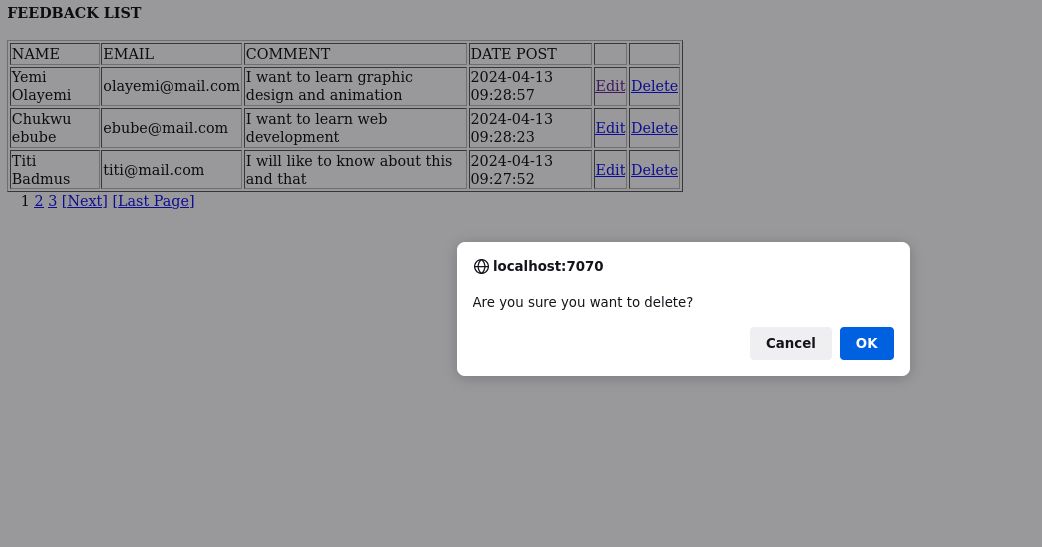 FEEDBACK LIST
NAME EMAIL COMMENT DATE POST
Yemi Olayemi olayemi@mail.com I want to learn graphic design and animation 2024-04-13 09:28:57 Edit Delete
Chukwu ebube ebube@mail.com I want to learn web development 2024-04-13 09:28:23 Edit Delete
Titi Badmus titi@mail.com I will like to know about this and that 2024-04-13 09:27:52 Edit Delete
1 2 3 [Next] [Last Page]
localhost:7070
Are you sure you want to delete?
Cancel OK